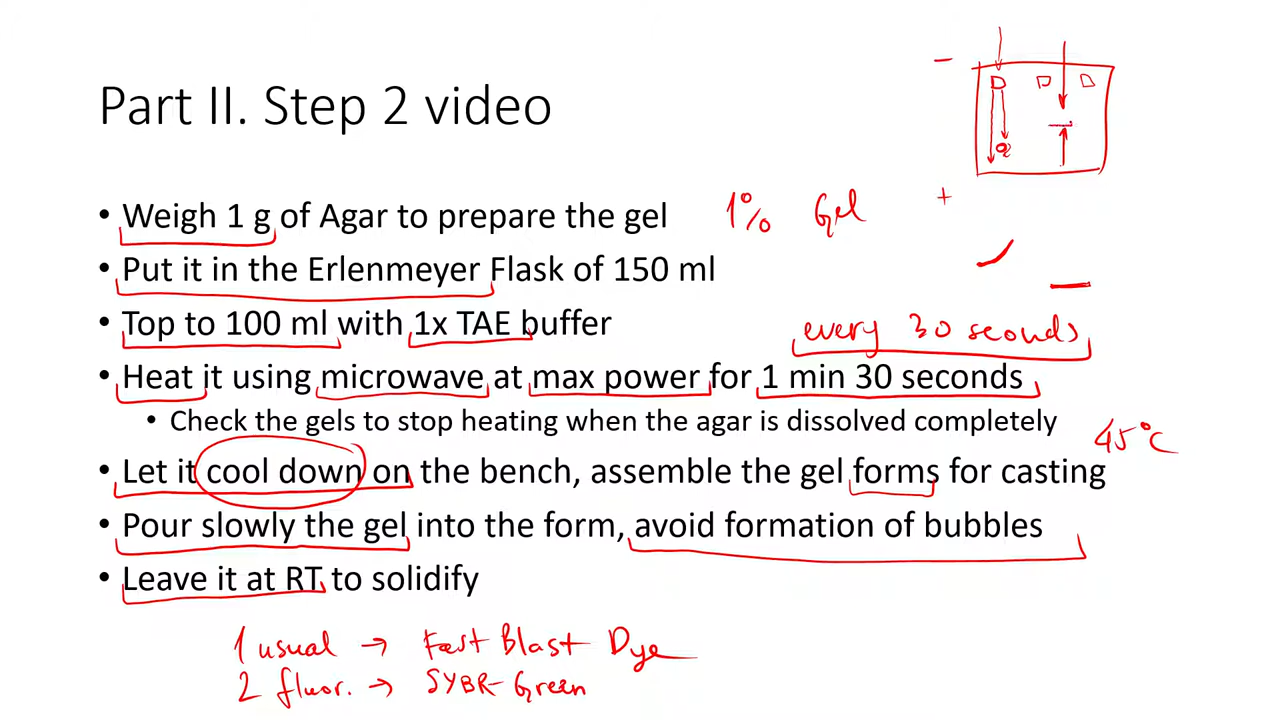 Part II. Step 2 video
−
+
• Weigh 1 g of Agar to prepare the gel 1% Gel
• Put it in the Erlenmeyer Flask of 150 ml
• Top to 100 ml with 1x TAE buffer
every 30 seconds
• Heat it using microwave at max power for 1 min 30 seconds
• Check the gels to stop heating when the agar is dissolved completely
45°C
• Let it cool down on the bench, assemble the gel forms for casting
• Pour slowly the gel into the form, avoid formation of bubbles
• Leave it at RT to solidify
1 usual → Fast Blast Dye
2 fluor. → SYBR-Green